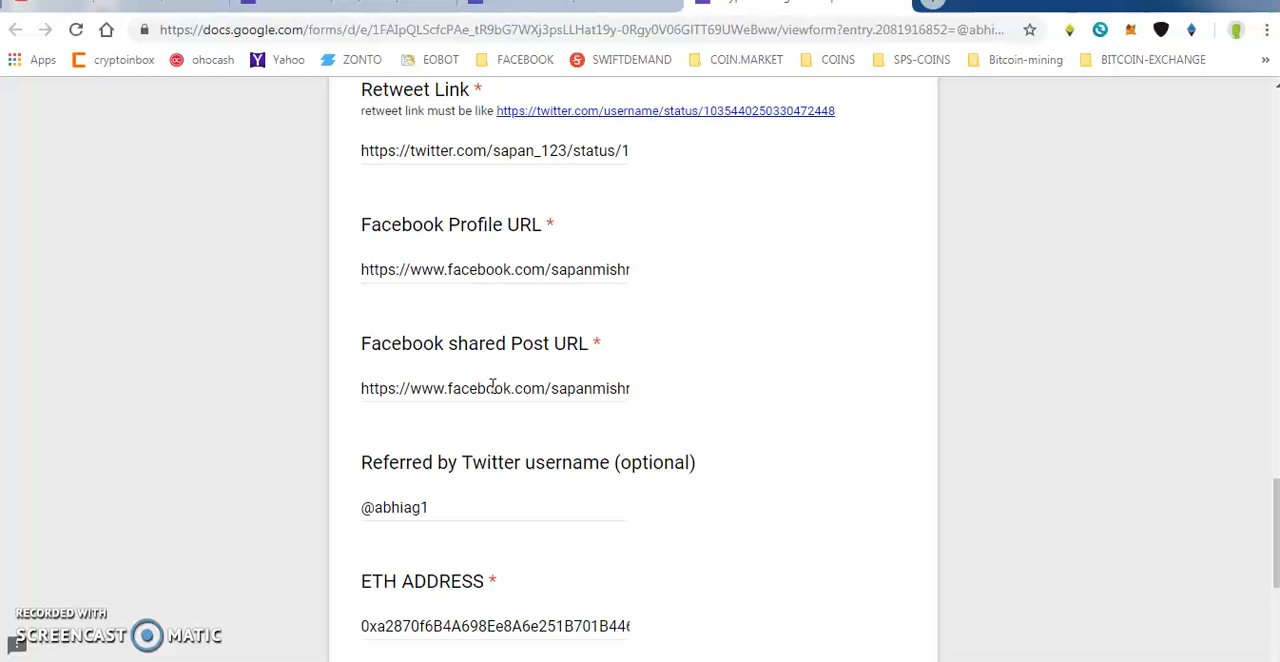 https://docs.google.com/forms/d/e/1FAIpQLScfcPAe_tR9bG7WXj3psLLHat19y-0Rgy0V06GITT69UWeBww/viewform?entry.2081916852=@abhi...
Apps cryptoinbox ohocash Yahoo ZONTO EOBOT FACEBOOK SWIFTDEMAND COIN.MARKET COINS SPS-COINS Bitcoin-mining BITCOIN-EXCHANGE »
Retweet Link *
retweet link must be like https://twitter.com/username/status/1035440250330472448
https://twitter.com/sapan_123/status/1
Facebook Profile URL *
https://www.facebook.com/sapanmishr
Facebook shared Post URL *
https://www.facebook.com/sapanmishr
Referred by Twitter username (optional)
@abhiag1
ETH ADDRESS *
0xa2870f6B4A698Ee8A6e251B701B446
RECORDED WITH
SCREENCAST MATIC